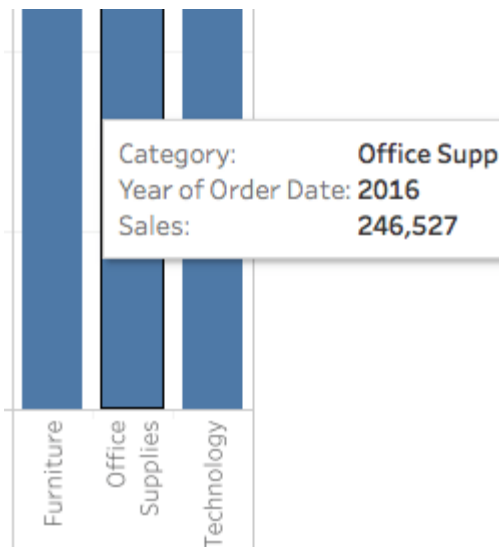 Category: Office Supp
Year of Order Date: 2016
Sales: 246,527
Furniture
Office
Supplies
Technology